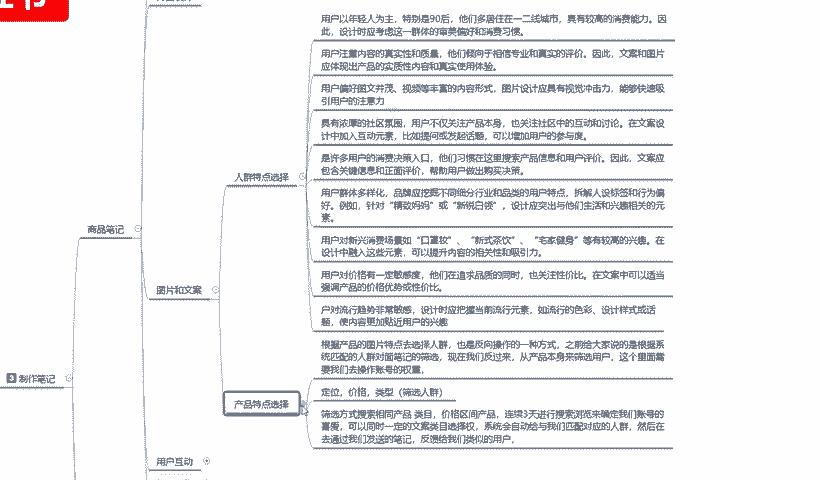 书
用户以年轻人为主，特别是90后，他们多居住在一二线城市，具有较高的消费能力。因
此，设计时应考虑这一群体的审美偏好和消费习惯。
用户注重内容的真实性和质量，他们倾向于相信专业和真实的评价。因此，文案和图片
应体现出产品的实质性内容和真实使用体验。
用户偏好图文并茂、视频等丰富的内容形式，图片设计应具有视觉冲击力，能够快速吸
引用户的注意力
具有浓厚的社区氛围，用户不仅关注产品本身，也关注社区中的互动和讨论。在文案设
计中加入互动元素，比如提问或发起话题，可以增加用户的参与度。
是许多用户的消费决策入口，他们习惯在这里搜索产品信息和用户评价。因此，文案应
包含关键信息和正面评价，帮助用户做出购买决策。
人群特点选择
用户群体多样化，品牌应挖掘不同细分行业和品类的用户特点，拆解人设标签和行为偏
好。例如，针对“精致妈妈”或“新锐白领”，设计应突出与他们生活和兴趣相关的元
素。
商品笔记
用户对新兴消费场景如“口罩妆”、“新式茶饮”、“宅家健身”等有较高的兴趣。在
设计中融入这些元素，可以提升内容的相关性和吸引力。
用户对价格有一定敏感度，他们在追求品质的同时，也关注性价比。在文案中可以适当
强调产品的价格优势或性价比。
图片和文案
户对流行趋势非常敏感，设计时应把握当前流行元素，如流行的色彩、设计样式或话
题，使内容更加贴近用户的兴趣
根据产品的图片特点去选择人群，也是反向操作的一种方式，之前给大家说的是根据系
统匹配的人群对面笔记的筛选，现在我们反过来，从产品本身来筛选用户，这个里面需
要我们去操作账号的权重，
3 制作笔记
定位，价格，类型（筛选人群）
产品特点选择
筛选方式搜索相同产品 类目，价格区间产品，连续3天进行搜索浏览来确定我们账号的
喜爱，可以同时一定的文案类目选择权，系统会自动给与我们匹配对应的人群，然后在
去通过我们发送的笔记，反馈给我们类似的用户，
用户互动